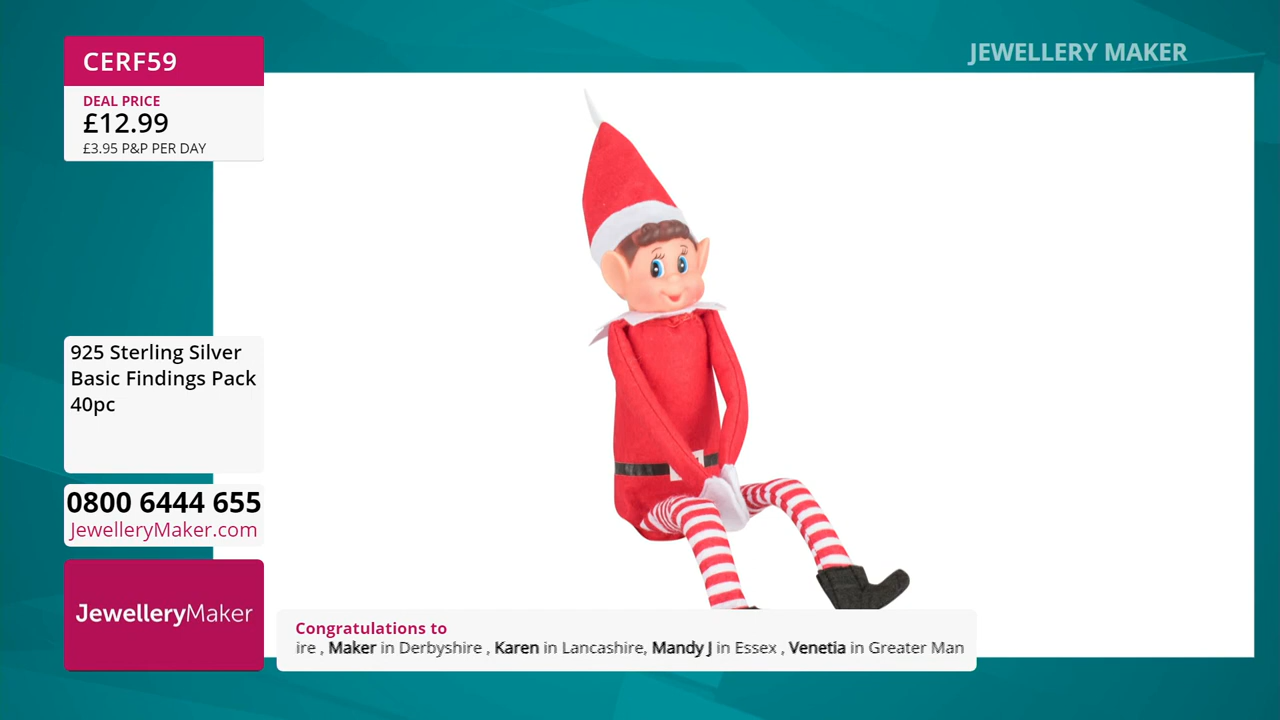 CERF59
JEWELLERY MAKER
DEAL PRICE
£12.99
£3.95 P&P PER DAY
925 Sterling Silver
Basic Findings Pack
40pc
0800 6444 655
JewelleryMaker.com
JewelleryMaker
Congratulations to
ire , Maker in Derbyshire , Karen in Lancashire, Mandy J in Essex , Venetia in Greater Man